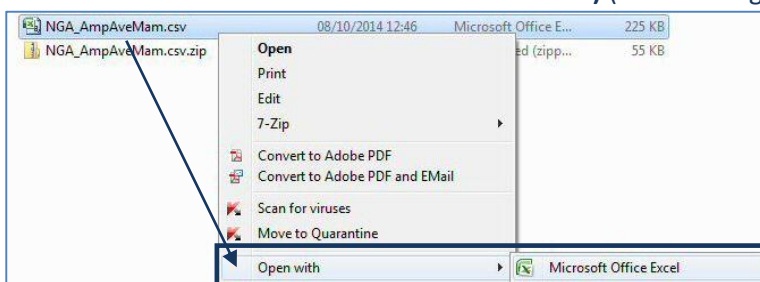 NGA_AmpAveMam.csv 08/10/2014 12:46 Microsoft Office E... 225 KB
NGA_AmpAveMam.csv.zip ed (zipp... 55 KB
Open
Print
Edit
7-Zip
Convert to Adobe PDF
Convert to Adobe PDF and EMail
Scan for viruses
Move to Quarantine
Open with Microsoft Office Excel